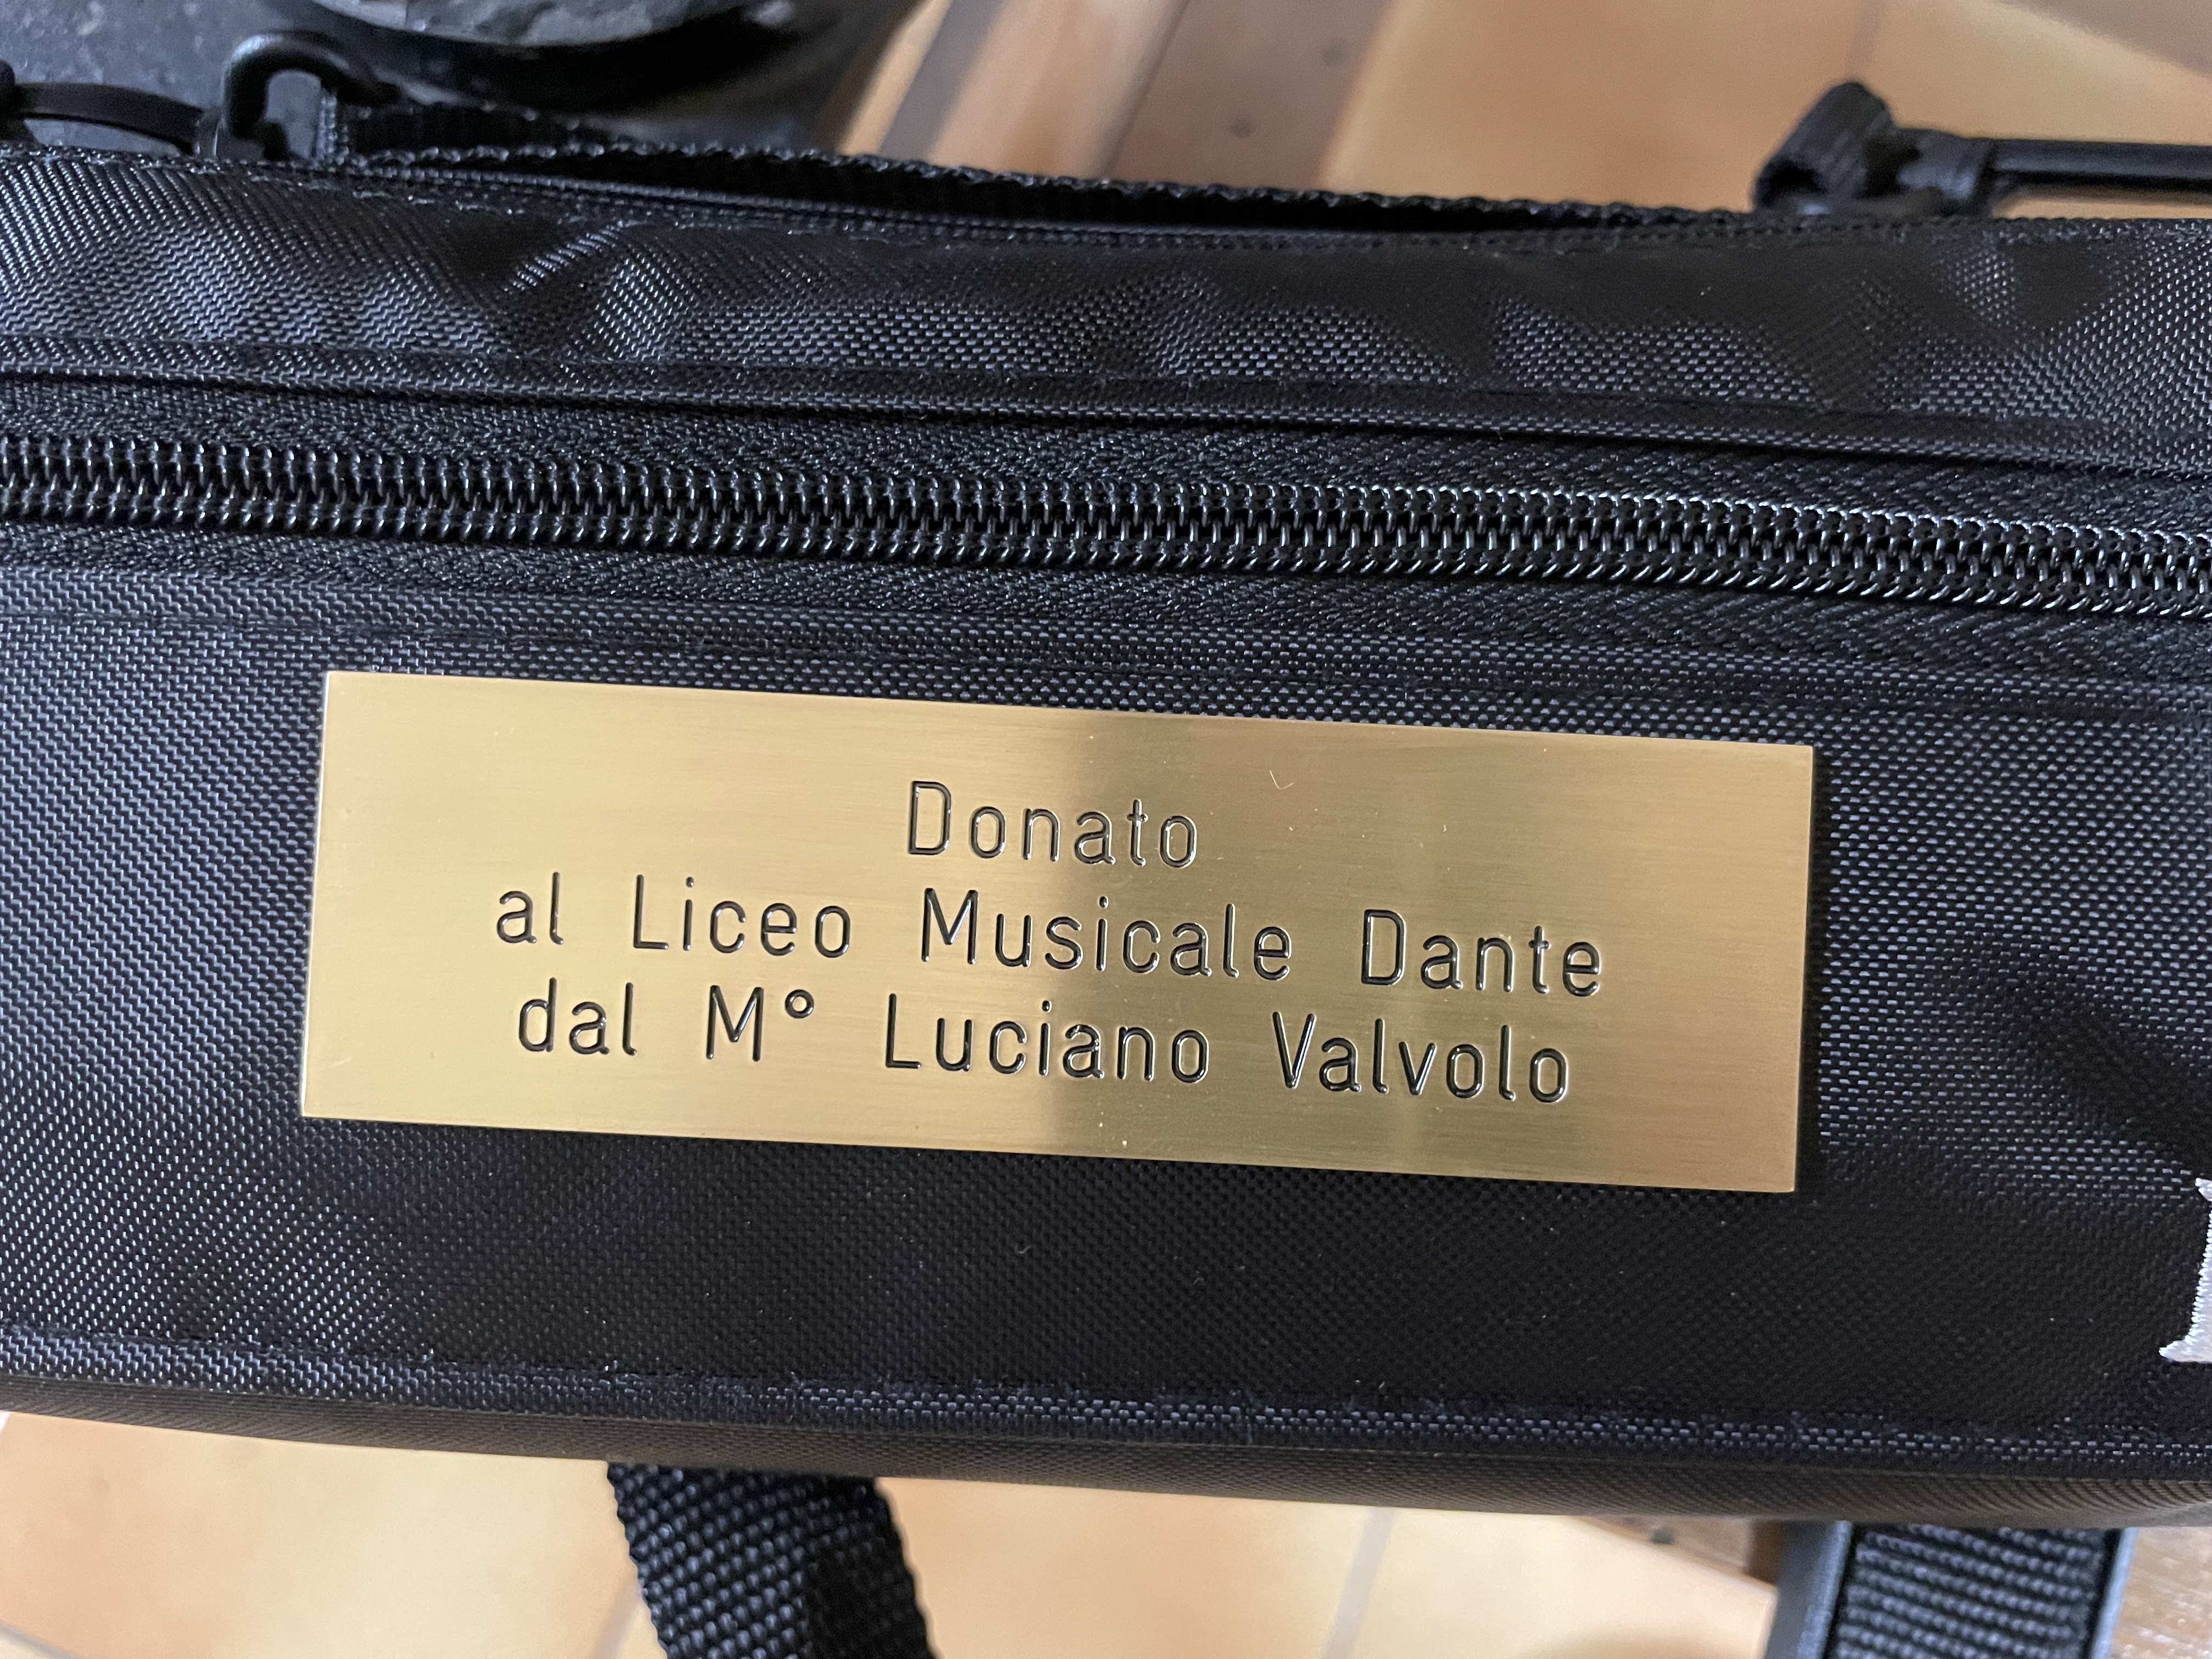 Donato
al Liceo Musicale Dante
dal M° Luciano Valvolo